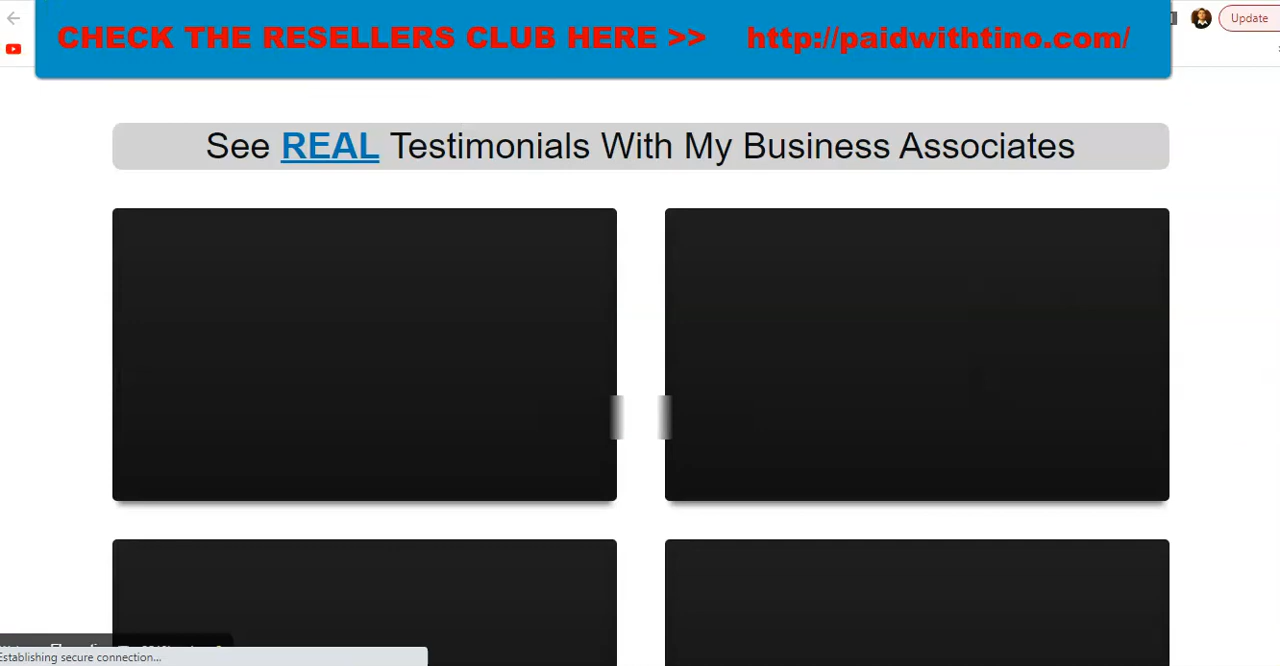 CHECK THE RESELLERS CLUB HERE >> http://paidwithtino.com/
Update
See REAL Testimonials With My Business Associates
Establishing secure connection...